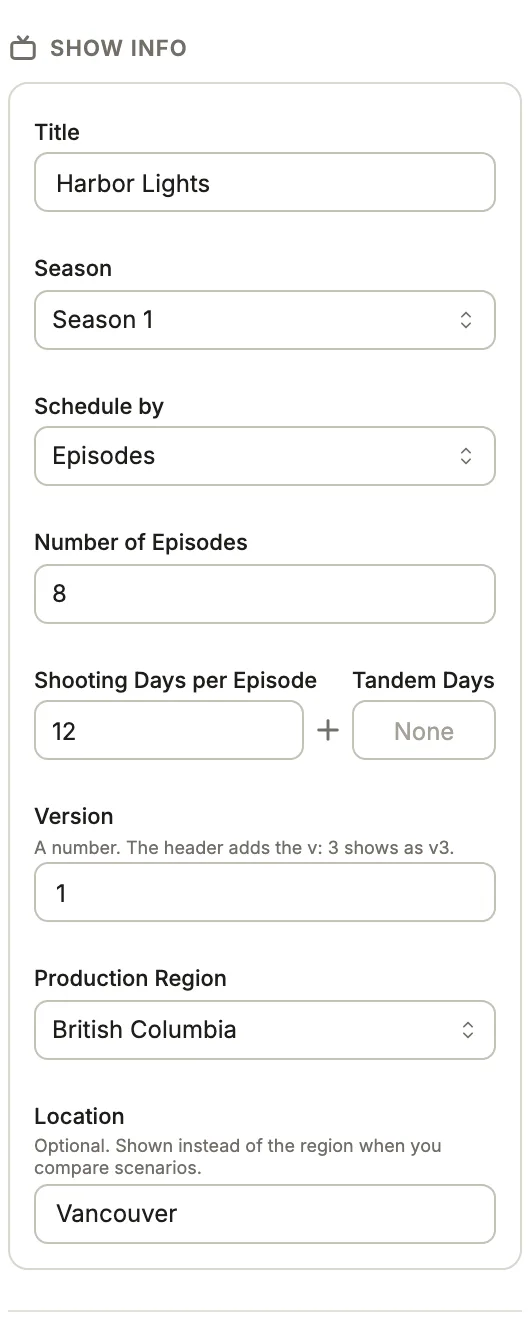 SHOW INFO
Title
Harbor Lights
Season
Season 1
Schedule by
Episodes
Number of Episodes
8
Shooting Days per Episode
Tandem Days
12
+
None
Version
A number. The header adds the v: 3 shows as v3.
1
Production Region
British Columbia
Location
Optional. Shown instead of the region when you
compare scenarios.
Vancouver